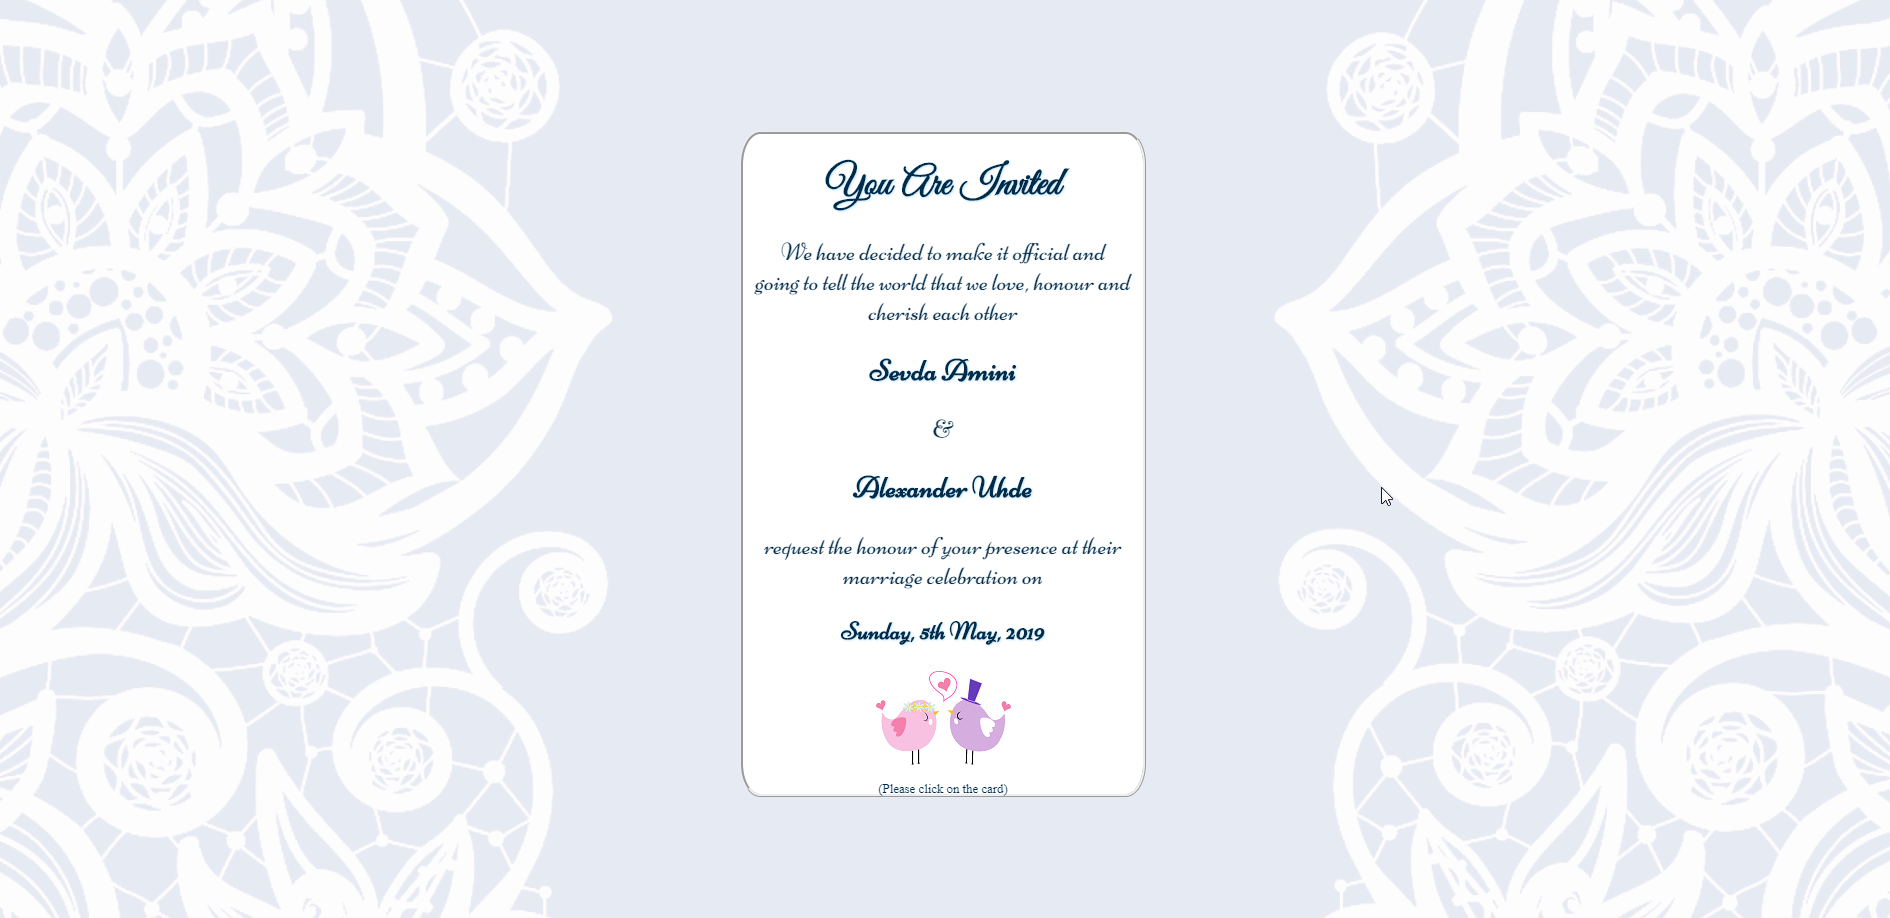 You Are Invited
We have decided to make it official and
going to tell the world that we love, honour and
cherish each other
Sevda Amini
&
Alexander Uhde
request the honour of your presence at their
marriage celebration on
Sunday, 5th May, 2019
(Please click on the card)